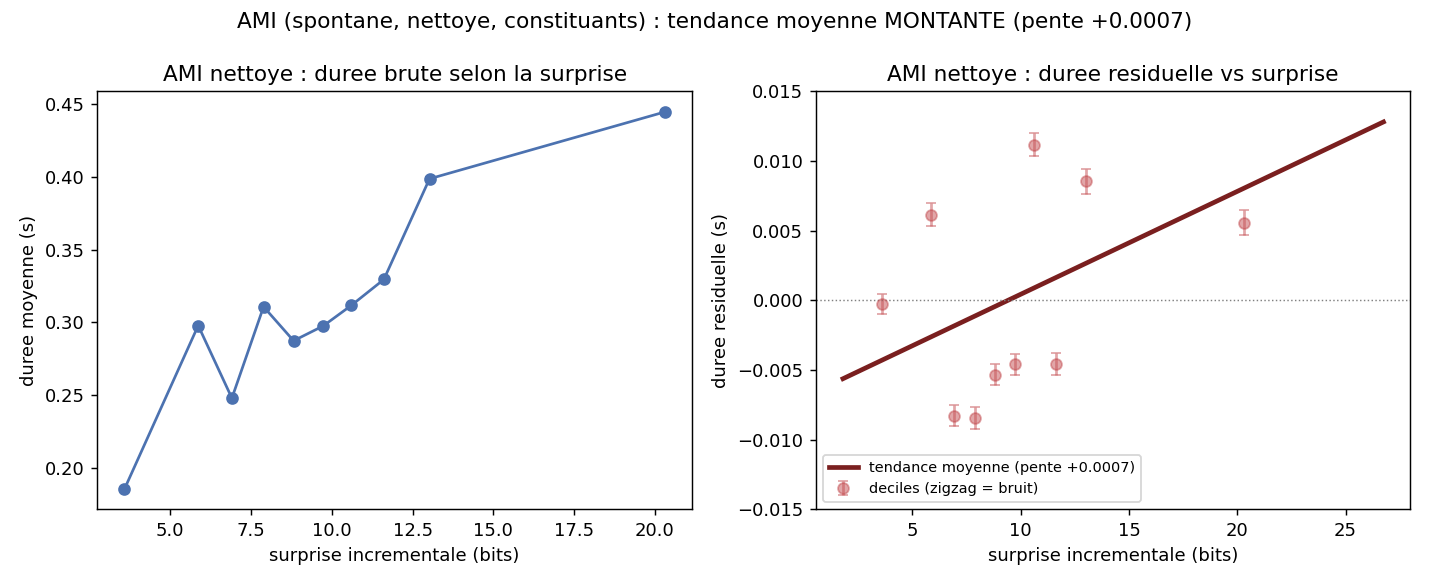 AMI (spontane, nettoye, constituants) : tendance moyenne MONTANTE (pente +0.0007)
AMI nettoye : duree brute selon la surprise
0.45
0.40
0.35
0.30
0.25
0.20
duree moyenne (s)
5.0 7.5 10.0 12.5 15.0 17.5 20.0
surprise incrementale (bits)
AMI nettoye : duree residuelle vs surprise
0.015
0.010
0.005
0.000
−0.005
−0.010
−0.015
duree residuelle (s)
tendance moyenne (pente +0.0007)
deciles (zigzag = bruit)
5 10 15 20 25
surprise incrementale (bits)